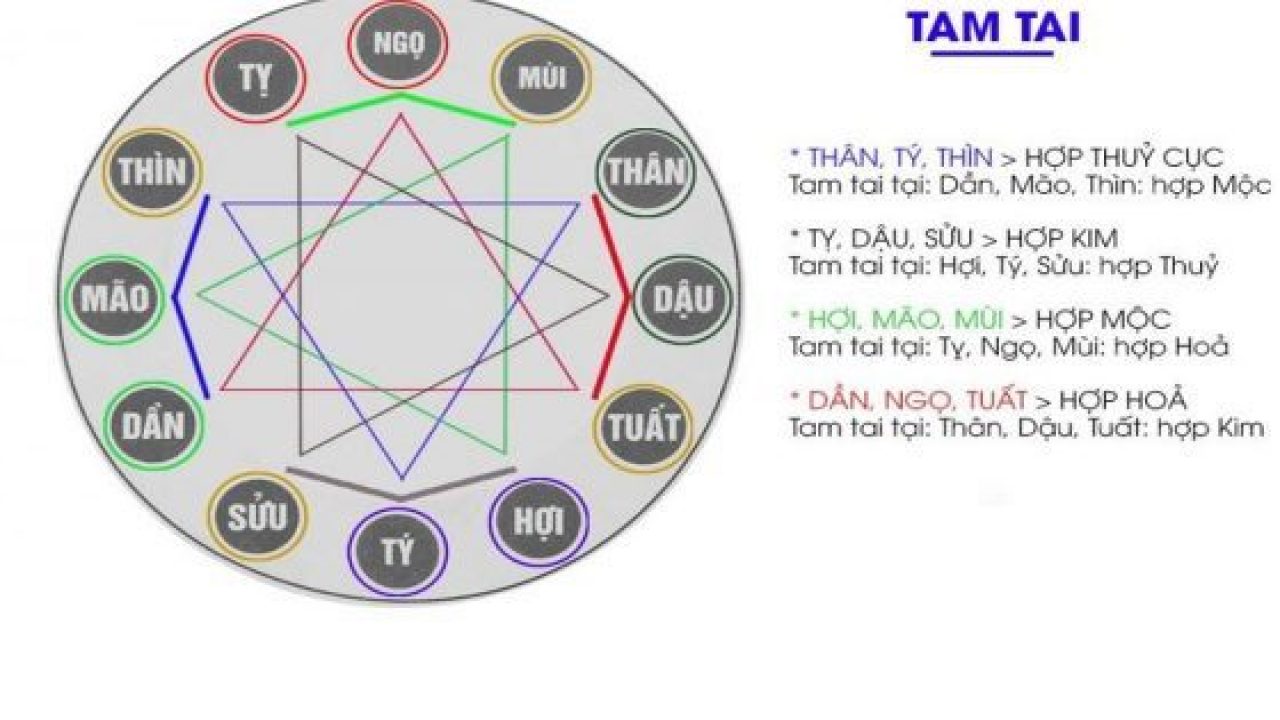 TAM TAI
NGỌ
TỴ
MÙI
THÌN
THÂN
MÃO
DẬU
DẦN
TUẤT
SỬU
HỢI
TÝ
* THÂN, TÝ, THÌN > HỢP THUỶ CỤC
Tam tai tại: Dần, Mão, Thìn: hợp Mộc
* TỴ, DẬU, SỬU > HỢP KIM
Tam tai tại: Hợi, Tý, Sửu: hợp Thuỷ
* HỢI, MÃO, MÙI > HỢP MỘC
Tam tai tại: Tỵ, Ngọ, Mùi: hợp Hoả
* DẦN, NGỌ, TUẤT > HỢP HOẢ
Tam tai tại: Thân, Dậu, Tuất: hợp Kim